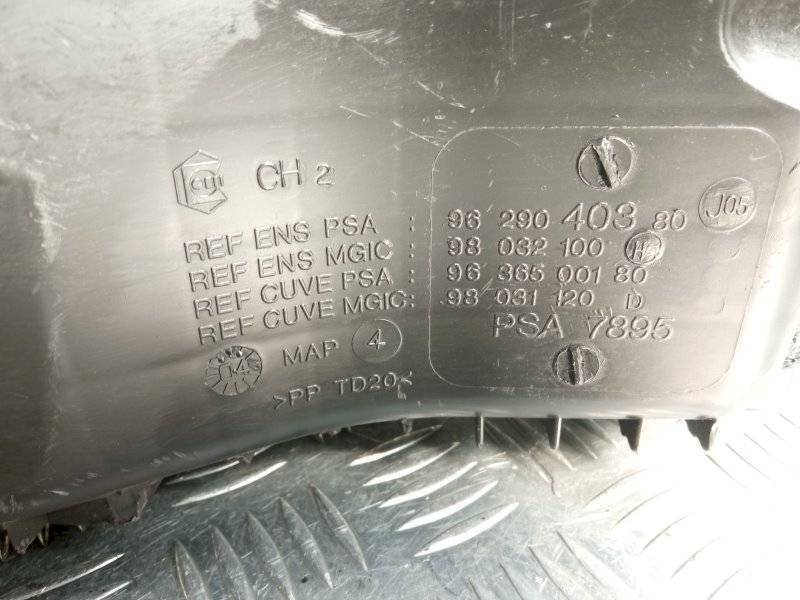 CH 2
REF ENS PSA : 96 290 403 80
REF ENS MGIC: 98 032 100 H
REF CUVE PSA : 96 365 001 80
REF CUVE MGIC: 98 031 120 D
PSA 7895
J05
04 MAP 4
>PP TD20<